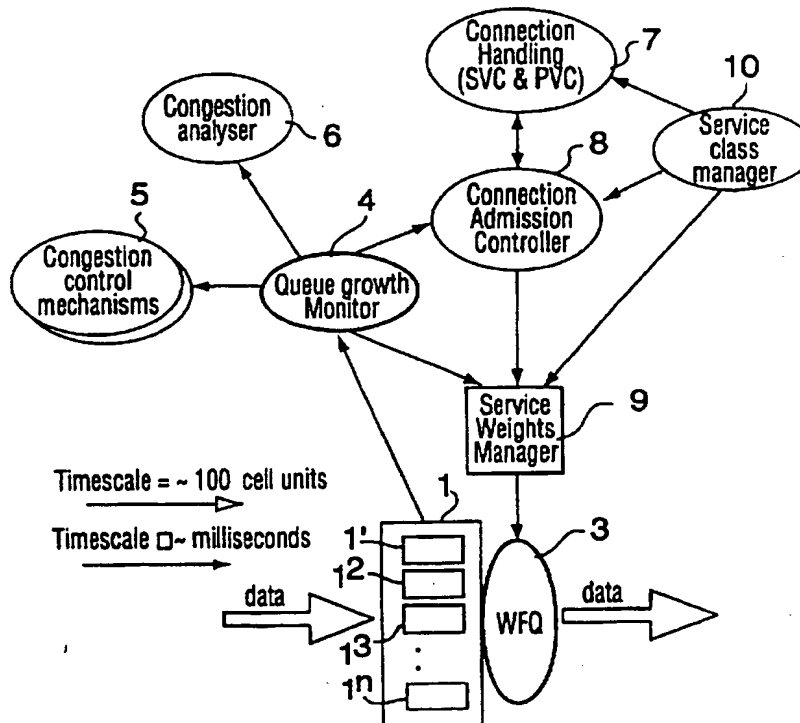 Connection
Handling
(SVC & PVC)
7
10
Congestion
analyser
6
Service
class
manager
8
5
4
Connection
Admission
Controller
Congestion
control
mechanisms
Queue growth
Monitor
Service
Weights
Manager
9
Timescale = ~ 100 cell units
Timescale □~ milliseconds
1
3
1'
1²
1³
:
1ⁿ
data
WFQ
data